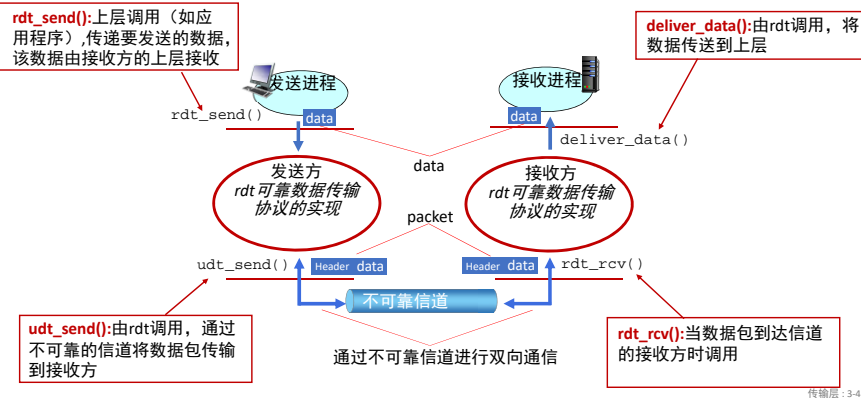 rdt_send():上层调用（如应
用程序）,传递要发送的数据，
该数据由接收方的上层接收
deliver_data():由rdt调用，将
数据传送到上层
发送进程
接收进程
rdt_send()
data
data
deliver_data()
data
发送方
rdt可靠数据传输
协议的实现
接收方
rdt可靠数据传输
协议的实现
packet
udt_send()
Header data
Header data
rdt_rcv()
不可靠信道
udt_send():由rdt调用，通过
不可靠的信道将数据包传输
到接收方
通过不可靠信道进行双向通信
rdt_rcv():当数据包到达信道
的接收方时调用
传输层 : 3-4